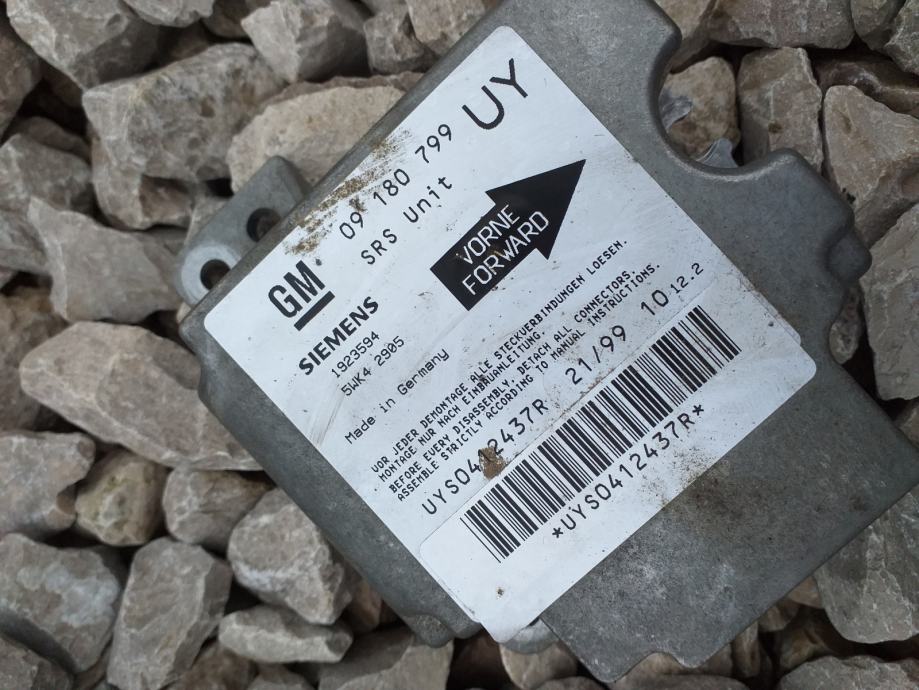 09 180 799 UY
SRS Unit
VORNE
FORWARD
GM
SIEMENS
1923594
5WK4 2905
Made in Germany
VOR JEDER DEMONTAGE ALLE STECKVERBINDUNGEN LOESEN.
MONTAGE NUR NACH EINBAUANLEITUNG.
BEFORE EVERY DISASSEMBLY, DETACH ALL CONNECTORS.
ASSEMBLE STRICTLY ACCORDING TO MANUAL INSTRUCTIONS.
UYS0412437R 21/99 10 12.2
*UYS0412437R*